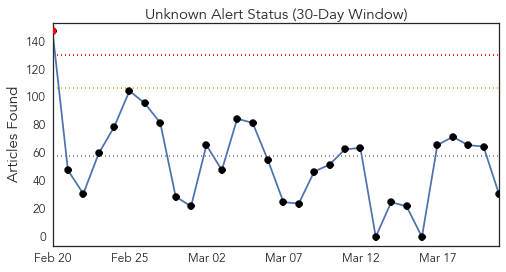 Unknown Alert Status (30-Day Window)
Articles Found
140
120
100
80
60
40
20
0
Feb 20 Feb 25 Mar 02 Mar 07 Mar 12 Mar 17